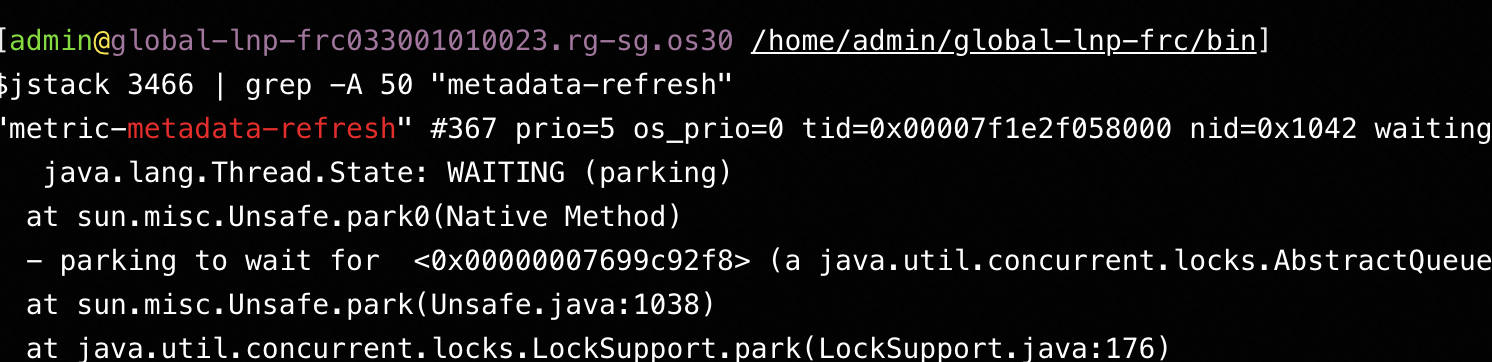 [admin@global-lnp-frc033001010023.rg-sg.os30 /home/admin/global-lnp-frc/bin]
$jstack 3466 | grep -A 50 "metadata-refresh"
"metric-metadata-refresh" #367 prio=5 os_prio=0 tid=0x00007f1e2f058000 nid=0x1042 waiting
java.lang.Thread.State: WAITING (parking)
at sun.misc.Unsafe.park0(Native Method)
- parking to wait for  <0x00000007699c92f8> (a java.util.concurrent.locks.AbstractQueue
at sun.misc.Unsafe.park(Unsafe.java:1038)
at java.util.concurrent.locks.LockSupport.park(LockSupport.java:176)